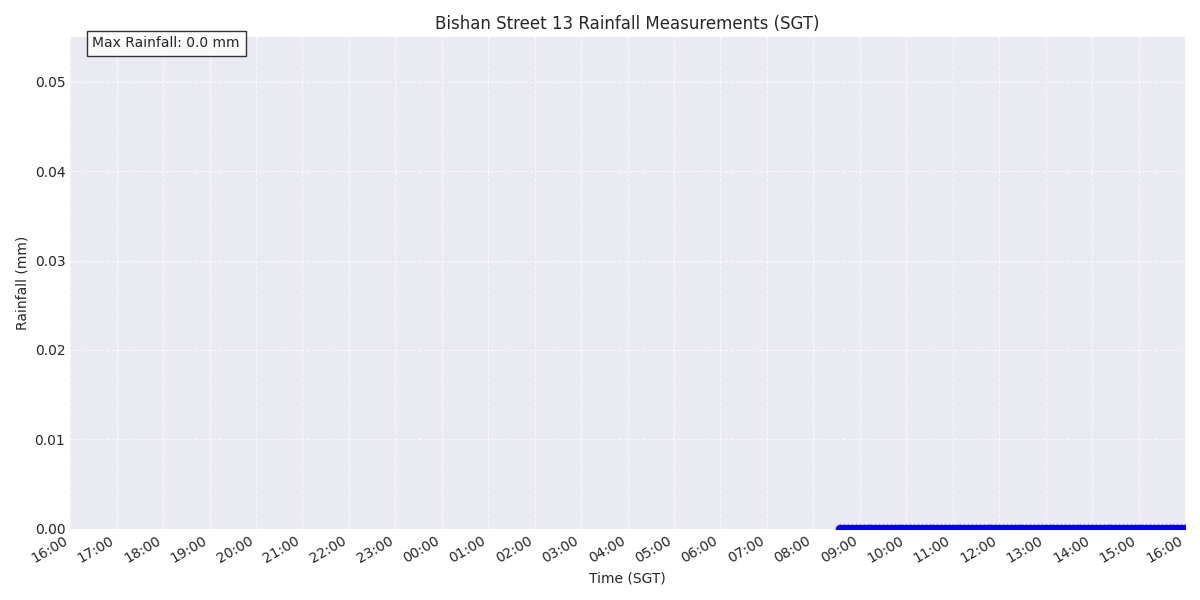 Bishan Street 13 Rainfall Measurements (SGT)
Max Rainfall: 0.0 mm
0.05
0.04
0.03
0.02
0.01
0.00
Rainfall (mm)
16:00 17:00 18:00 19:00 20:00 21:00 22:00 23:00 00:00 01:00 02:00 03:00 04:00 05:00 06:00 07:00 08:00 09:00 10:00 11:00 12:00 13:00 14:00 15:00 16:00
Time (SGT)